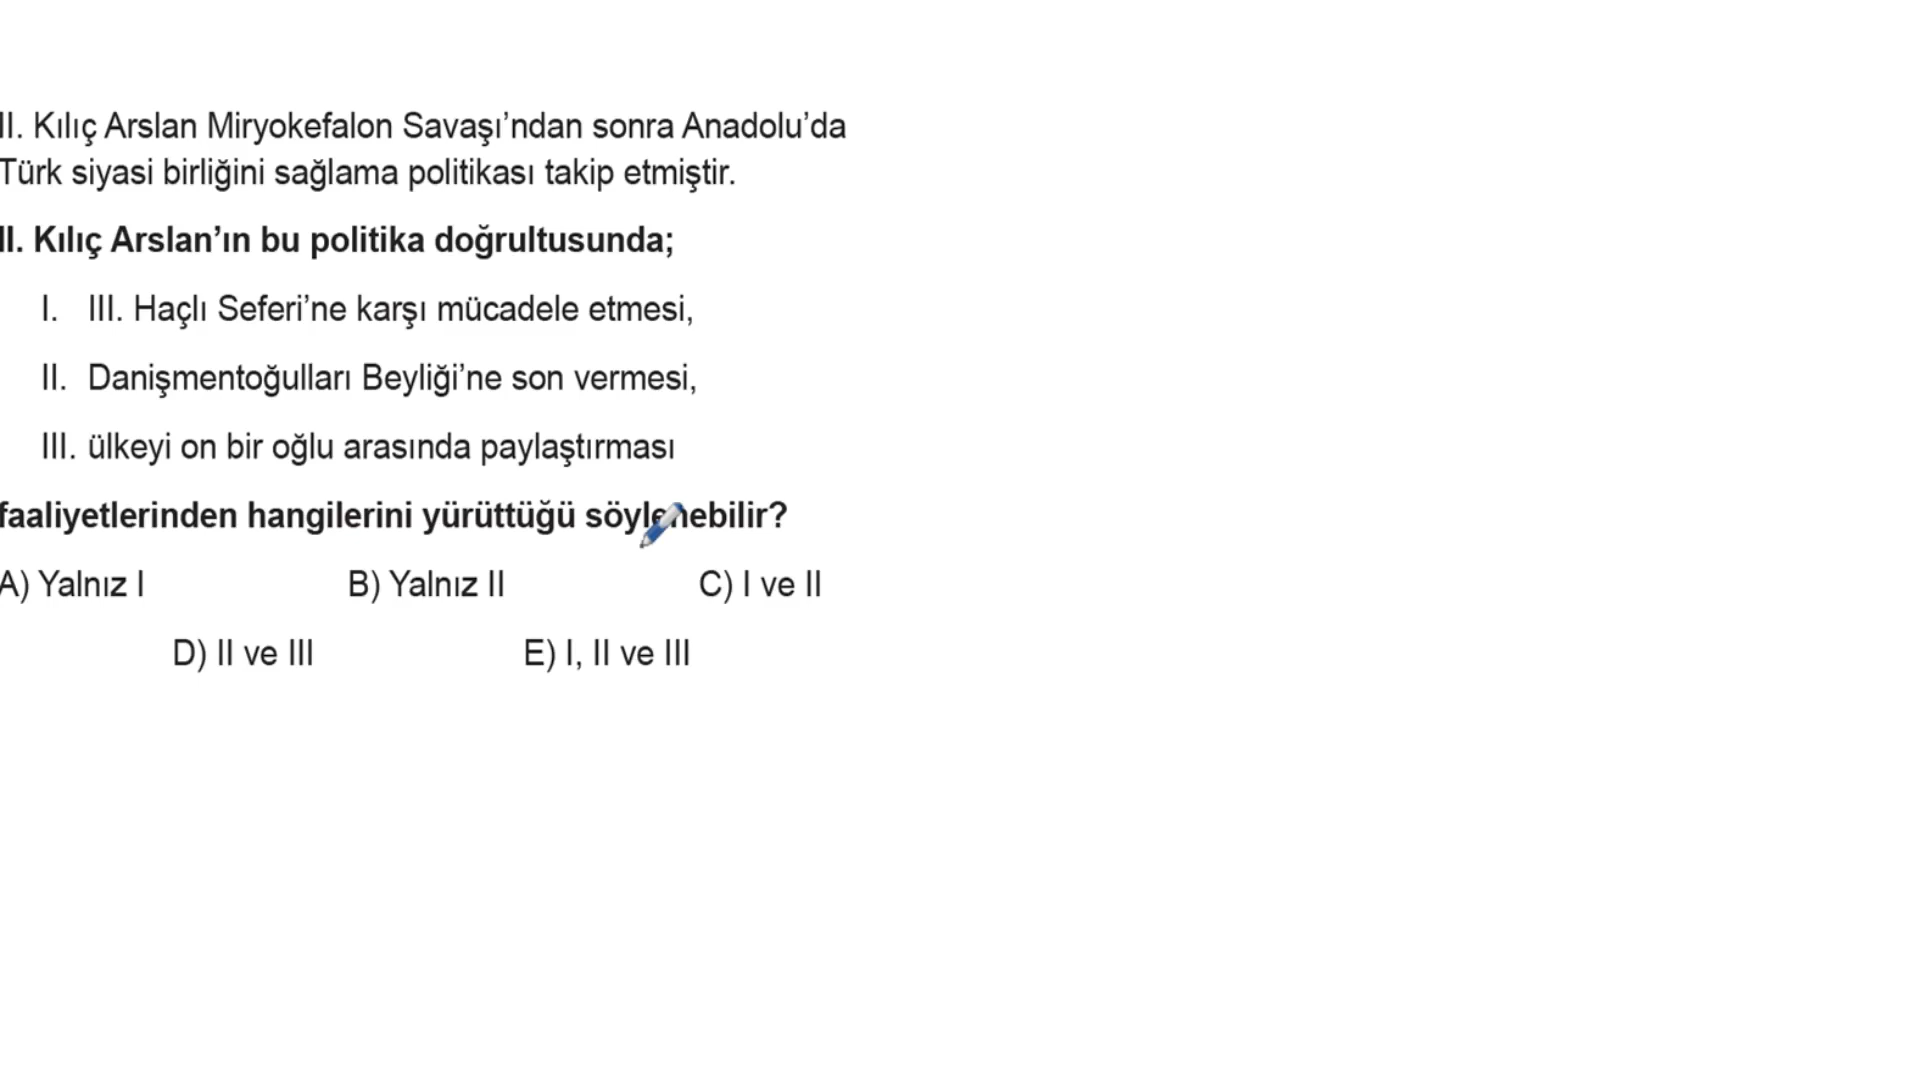 II. Kılıç Arslan Miryokefalon Savaşı’ndan sonra Anadolu’da
Türk siyasi birliğini sağlama politikası takip etmiştir.
II. Kılıç Arslan’ın bu politika doğrultusunda;
I. III. Haçlı Seferi’ne karşı mücadele etmesi,
II. Danişmentoğulları Beyliği’ne son vermesi,
III. ülkeyi on bir oğlu arasında paylaştırması
faaliyetlerinden hangilerini yürüttüğü söylenebilir?
A) Yalnız I B) Yalnız II C) I ve II
D) II ve III E) I, II ve III